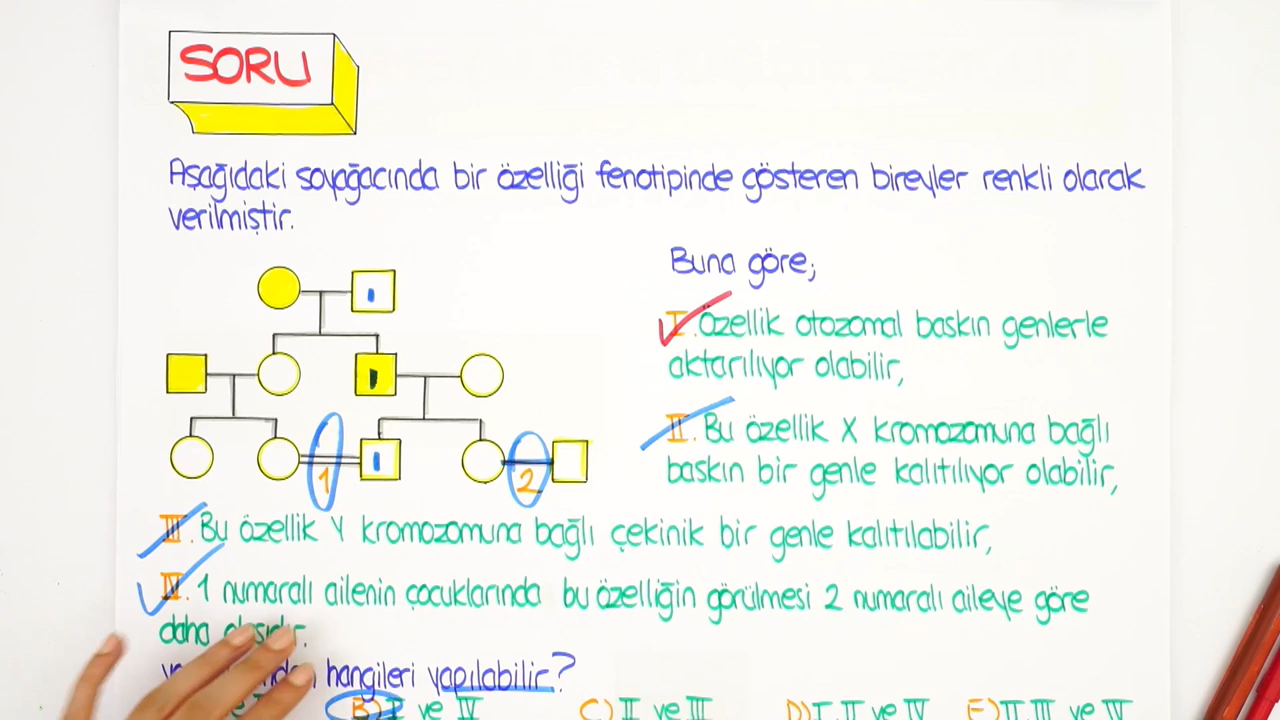 SORU
Aşağıdaki soyağacında bir özelliği fenotipinde gösteren bireyler renkli olarak
verilmiştir.
Buna göre;
I. Özellik otozomal baskın genlerle
aktarılıyor olabilir,
II. Bu özellik X kromozomuna bağlı
baskın bir genle kalıtılıyor olabilir,
1
2
III. Bu özellik Y kromozomuna bağlı çekinik bir genle kalıtılabilir,
IV. 1 numaralı ailenin çocuklarında bu özelliğin görülmesi 2 numaralı aileye göre
daha
hangileri yapılabilir?
B) I ve IV
C) II ve III
D) I, II ve IV
E) II, III ve IV